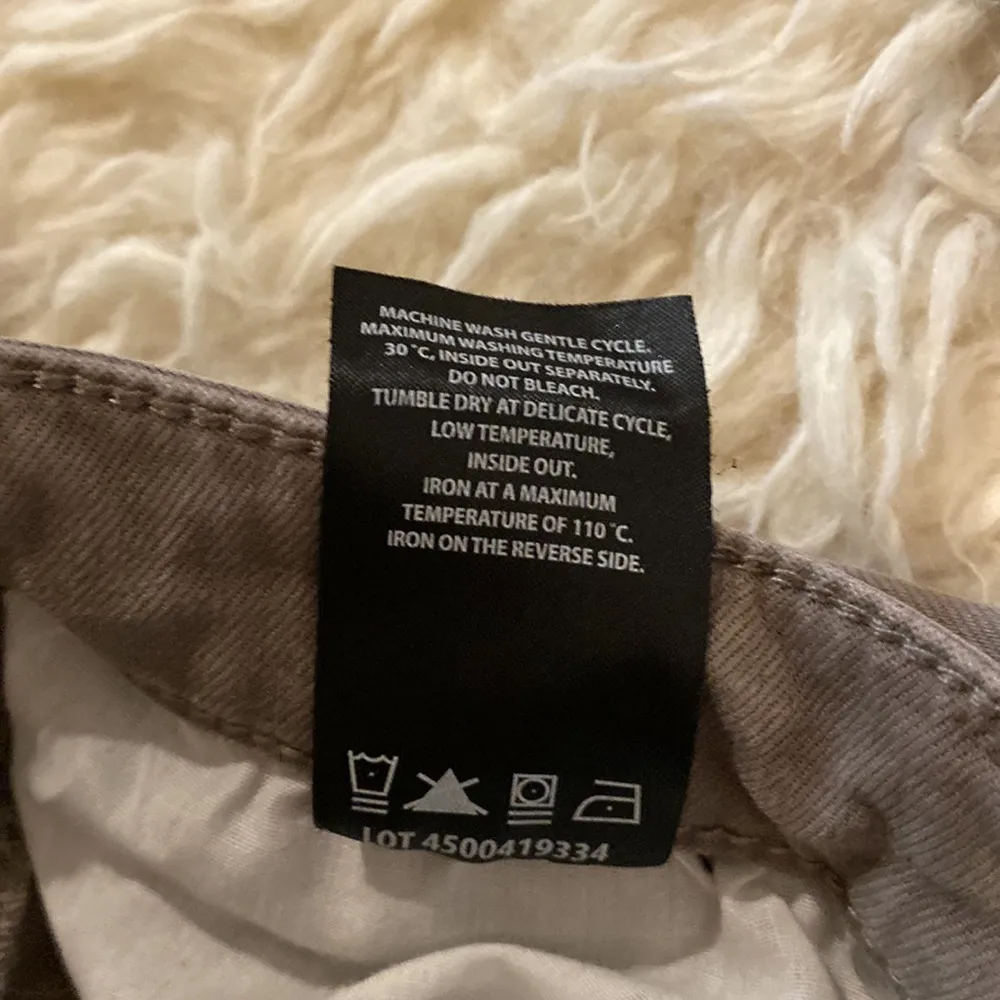 MACHINE WASH GENTLE CYCLE.
MAXIMUM WASHING TEMPERATURE
30 °C, INSIDE OUT SEPARATELY.
DO NOT BLEACH.
TUMBLE DRY AT DELICATE CYCLE,
LOW TEMPERATURE,
INSIDE OUT.
IRON AT A MAXIMUM
TEMPERATURE OF 110 °C.
IRON ON THE REVERSE SIDE.
LOT 4500419334